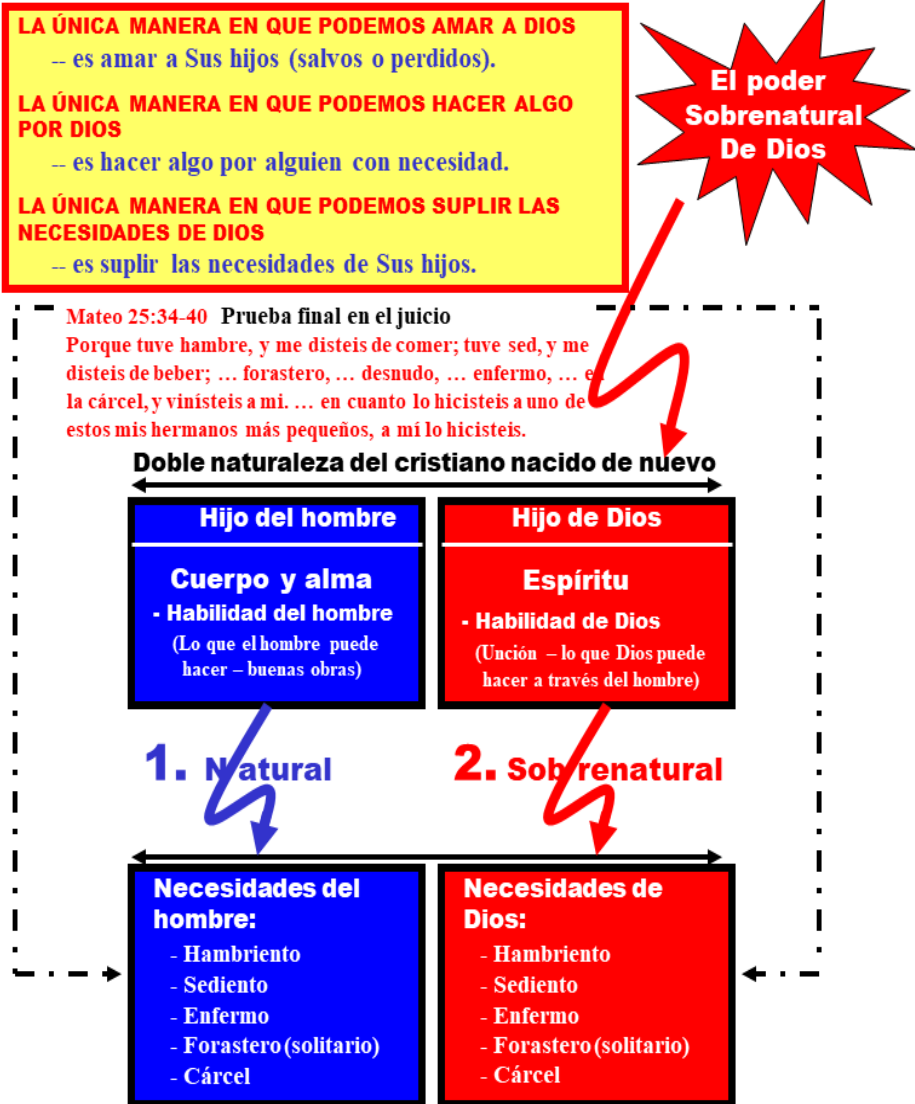 LA ÚNICA MANERA EN QUE PODEMOS AMAR A DIOS
-- es amar a Sus hijos (salvos o perdidos).
LA ÚNICA MANERA EN QUE PODEMOS HACER ALGO
POR DIOS
-- es hacer algo por alguien con necesidad.
LA ÚNICA MANERA EN QUE PODEMOS SUPLIR LAS
NECESIDADES DE DIOS
-- es suplir las necesidades de Sus hijos.
El poder
Sobrenatural
De Dios
Mateo 25:34-40 Prueba final en el juicio
Porque tuve hambre, y me disteis de comer; tuve sed, y me
disteis de beber; … forastero, … desnudo, … enfermo, …
la cárcel, y vinísteis a mi. … en cuanto lo hicisteis a uno de
estos mis hermanos más pequeños, a mí lo hicisteis.
Doble naturaleza del cristiano nacido de nuevo
Hijo del hombre
Cuerpo y alma
- Habilidad del hombre
(Lo que el hombre puede
hacer – buenas obras)
Hijo de Dios
Espíritu
- Habilidad de Dios
(Unción – lo que Dios puede
hacer a través del hombre)
1. Natural
2. Sobrenatural
Necesidades del
hombre:
- Hambriento
- Sediento
- Enfermo
- Forastero (solitario)
- Cárcel
Necesidades de
Dios:
- Hambriento
- Sediento
- Enfermo
- Forastero (solitario)
- Cárcel